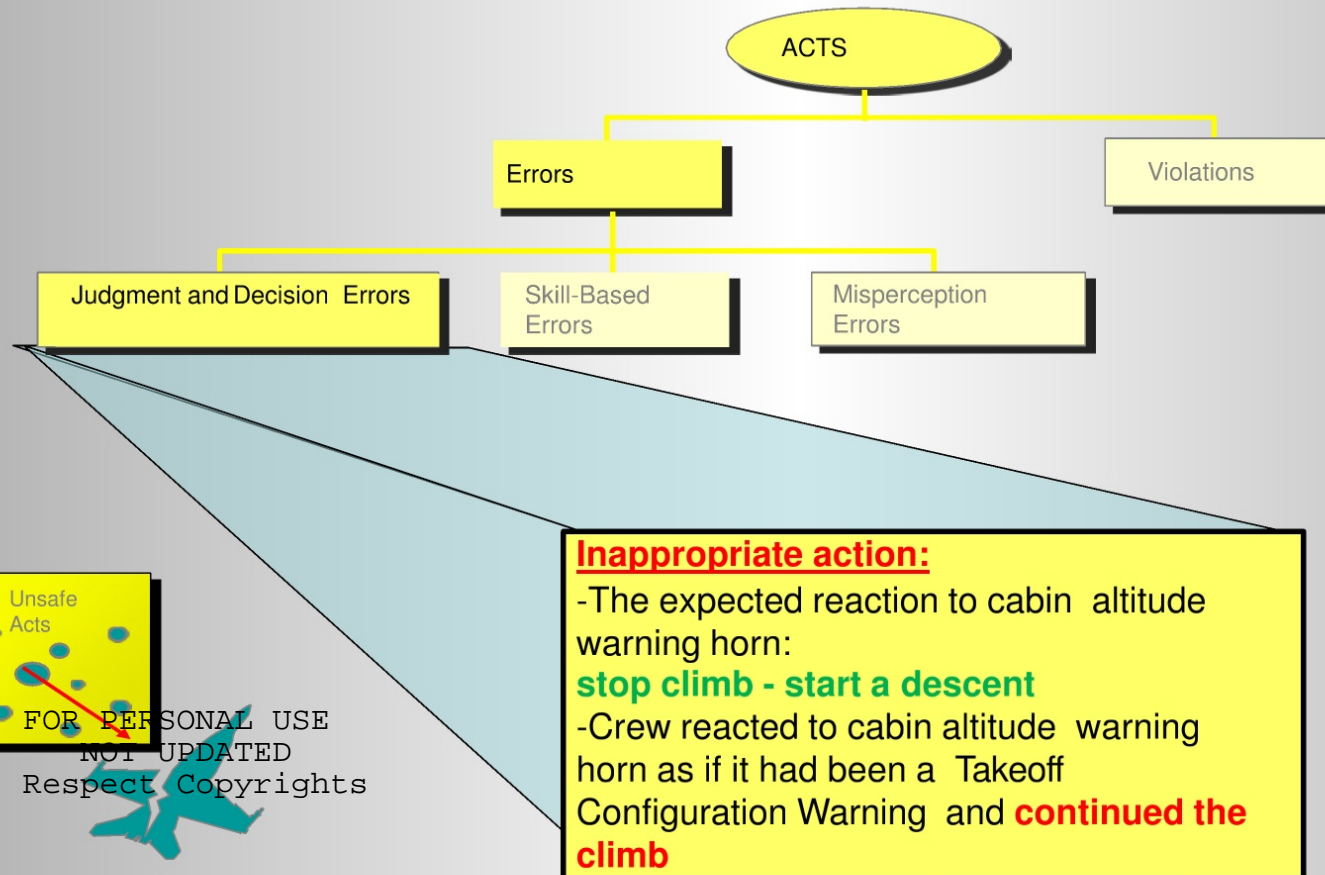 ACTS
Errors
Violations
Judgment and Decision Errors
Skill-Based
Errors
Misperception
Errors
Inappropriate action:
-The expected reaction to cabin altitude
warning horn:
stop climb - start a descent
-Crew reacted to cabin altitude warning
horn as if it had been a Takeoff
Configuration Warning and continued the
climb
Unsafe
Acts
FOR PERSONAL USE
NOT UPDATED
Respect Copyrights